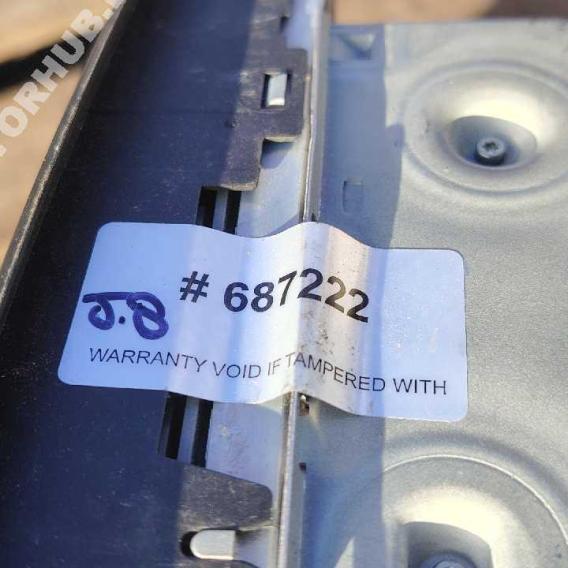 # 687222
WARRANTY VOID IF TAMPERED WITH